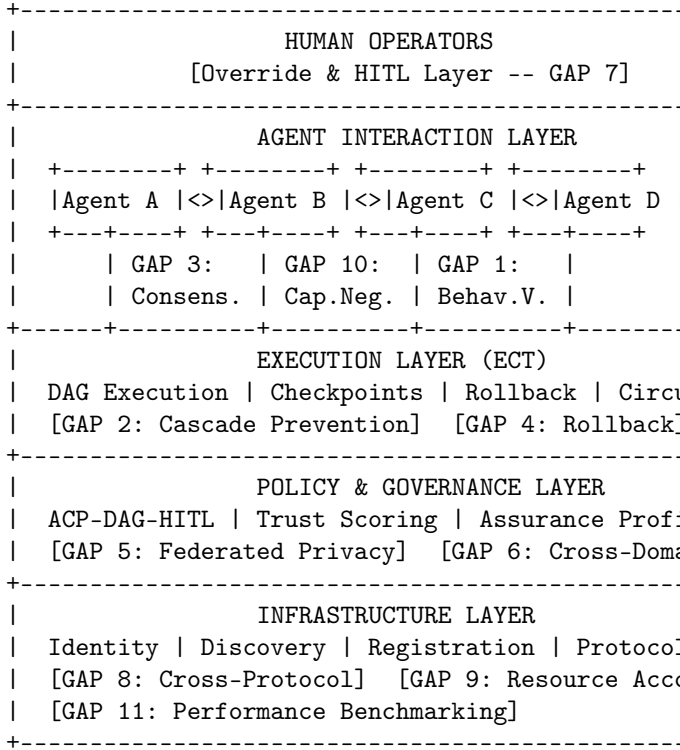 +------------------------------------------------
|                 HUMAN OPERATORS
|           [Override & HITL Layer -- GAP 7]
+------------------------------------------------
|               AGENT INTERACTION LAYER
|  +--------+ +--------+ +--------+ +--------+
|  |Agent A |<>|Agent B |<>|Agent C |<>|Agent D
|  +---+----+ +---+----+ +---+----+ +---+----+
|      | GAP 3:   | GAP 10:  | GAP 1:   |
|      | Consens. | Cap.Neg. | Behav.V. |
+------+----------+----------+----------+--------
|               EXECUTION LAYER (ECT)
|  DAG Execution | Checkpoints | Rollback | Circu
|  [GAP 2: Cascade Prevention]  [GAP 4: Rollback]
+------------------------------------------------
|               POLICY & GOVERNANCE LAYER
|  ACP-DAG-HITL | Trust Scoring | Assurance Profi
|  [GAP 5: Federated Privacy]  [GAP 6: Cross-Doma
+------------------------------------------------
|               INFRASTRUCTURE LAYER
|  Identity | Discovery | Registration | Protocol
|  [GAP 8: Cross-Protocol]  [GAP 9: Resource Acco
|  [GAP 11: Performance Benchmarking]
+------------------------------------------------